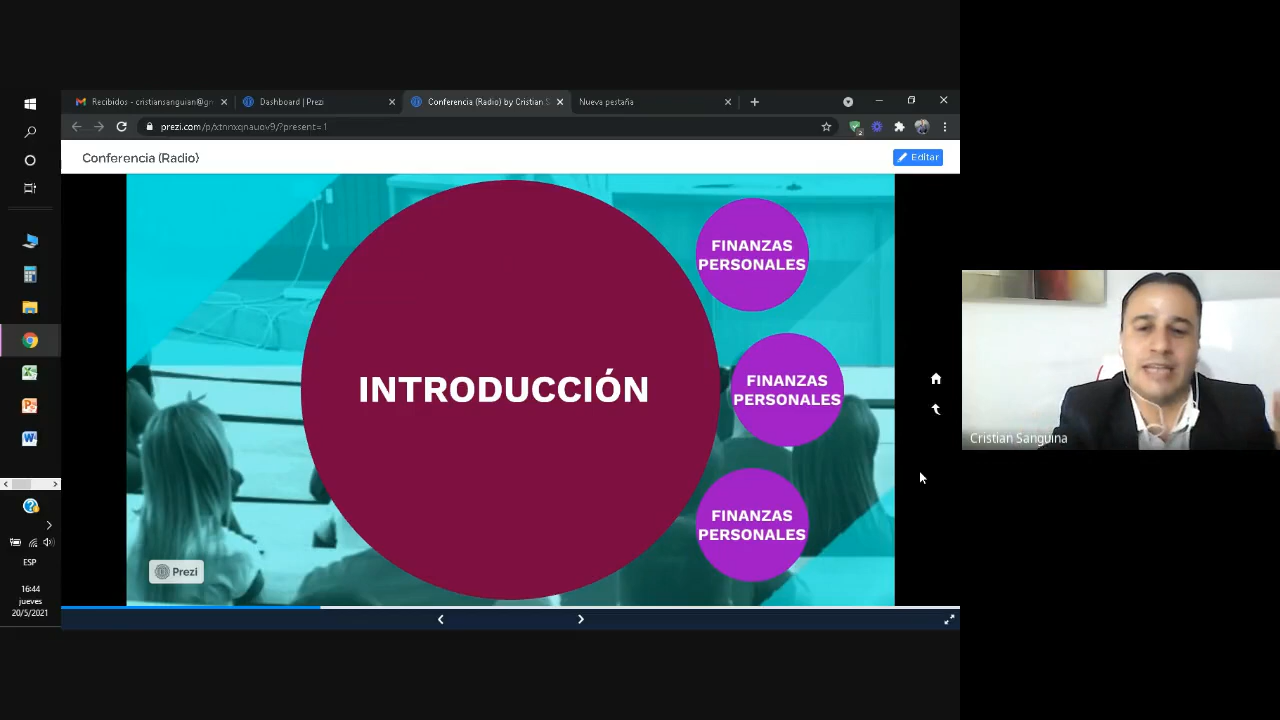 Recibidos - cristiansanguian@gm
Dashboard | Prezi
Conferencia (Radio) by Cristian S
Nueva pestaña
prezi.com/p/xtnnxqnauov9/?present=1
Conferencia (Radio)
Editar
INTRODUCCIÓN
FINANZAS
PERSONALES
FINANZAS
PERSONALES
FINANZAS
PERSONALES
Prezi
Cristian Sanguina
ESP
16:44
jueves
20/5/2021